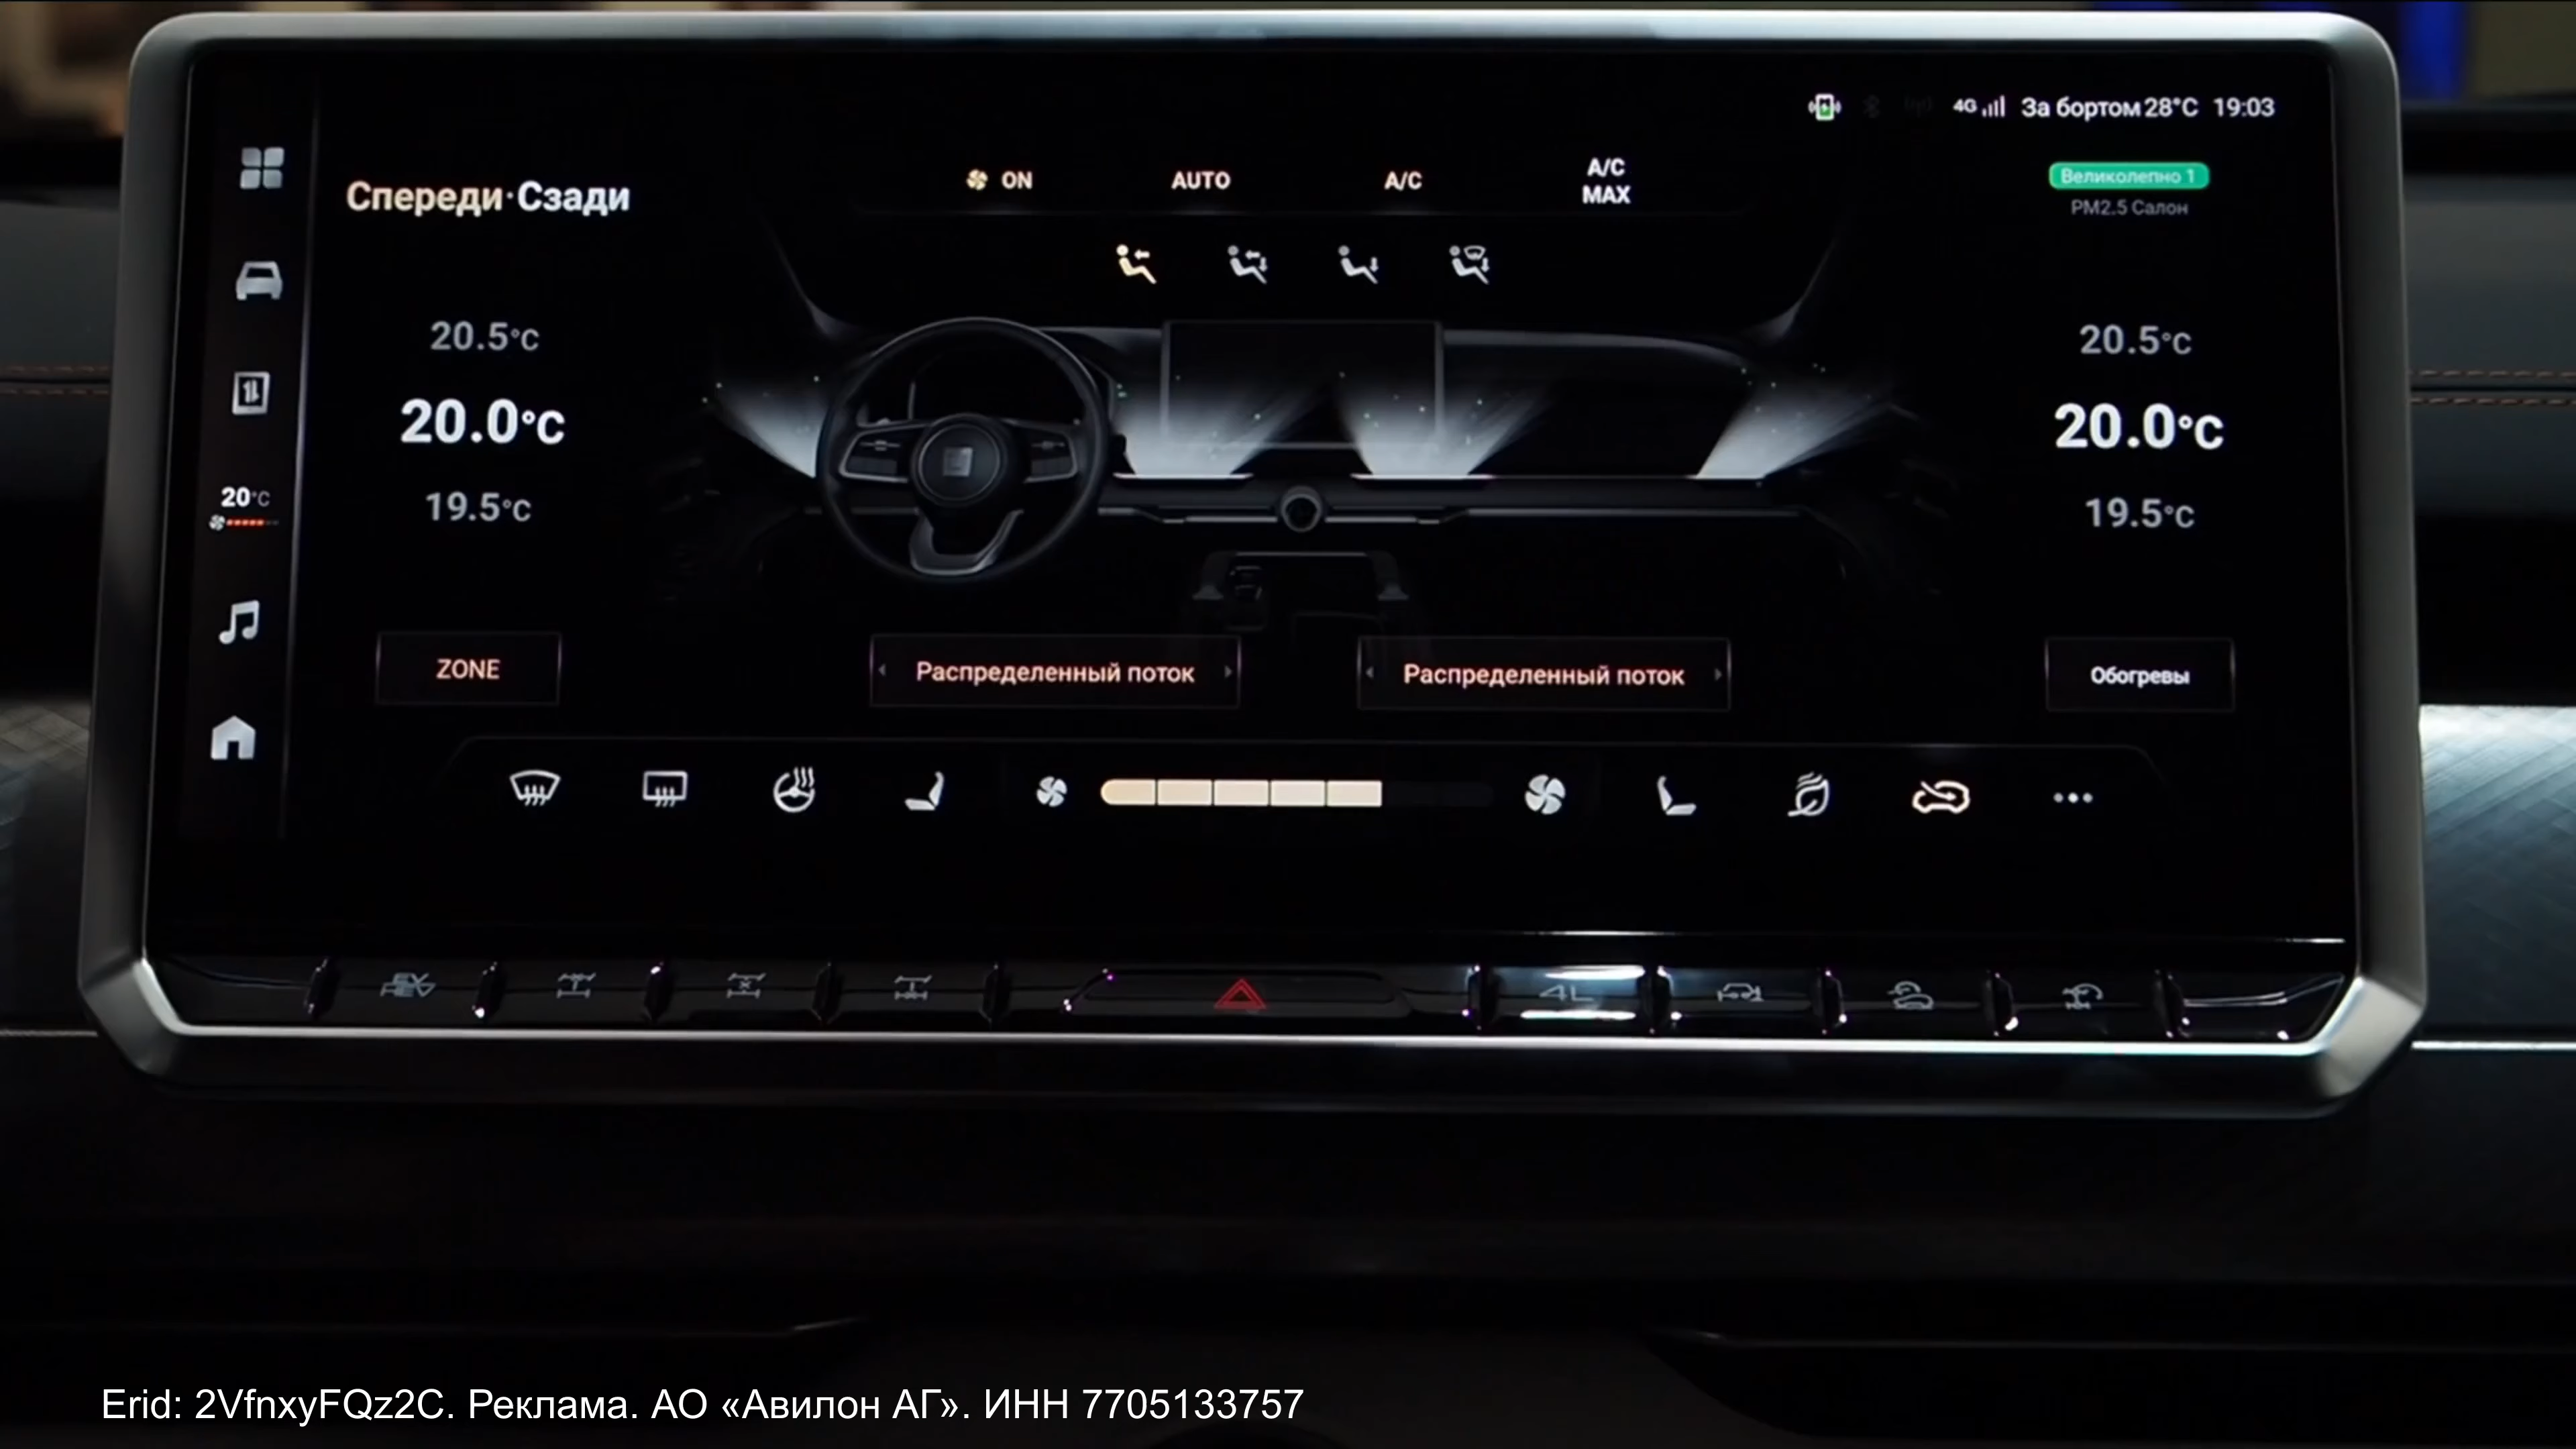 4G За бортом 28°C 19:03
Спереди·Сзади
ON AUTO A/C A/C MAX
Великолепно 1
PM2.5 Салон
20.5°C
20.0°C
19.5°C
20.5°C
20.0°C
19.5°C
20°C
ZONE
Распределенный поток
Распределенный поток
Обогревы
EV
4L
Erid: 2VfnxyFQz2C. Реклама. АО «Авилон АГ». ИНН 7705133757